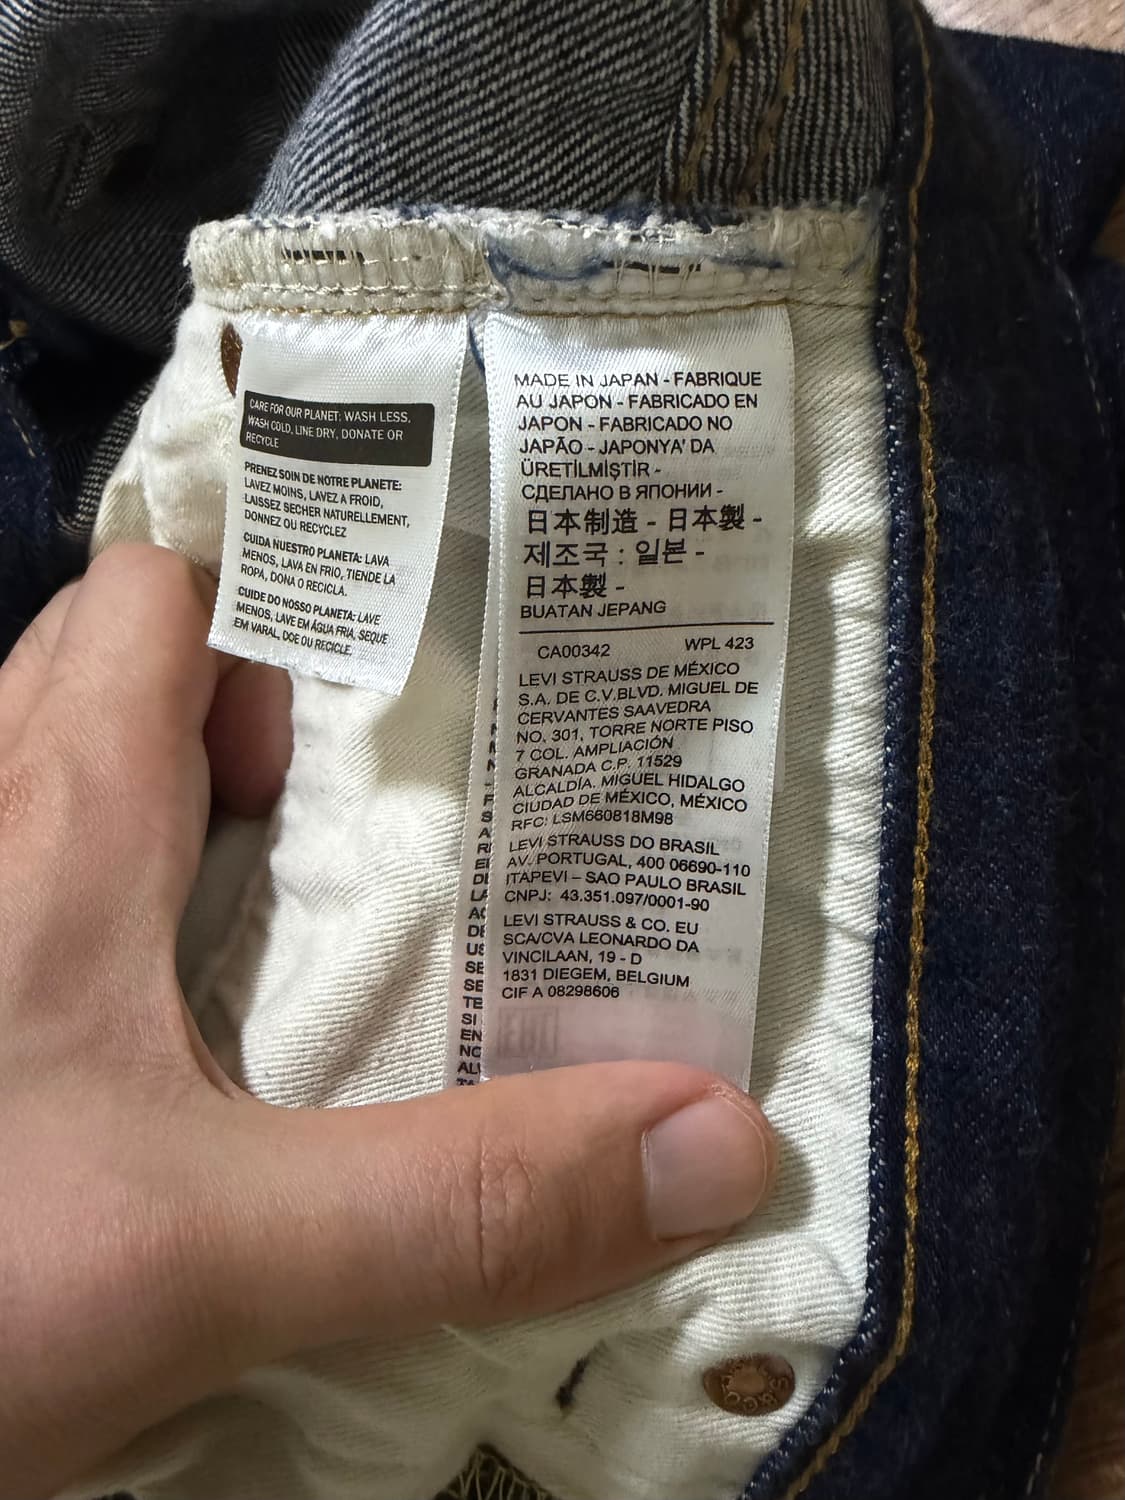 CARE FOR OUR PLANET: WASH LESS,
WASH COLD, LINE DRY, DONATE OR
RECYCLE
PRENEZ SOIN DE NOTRE PLANETE:
LAVEZ MOINS, LAVEZ A FROID,
LAISSEZ SECHER NATURELLEMENT,
DONNEZ OU RECYCLEZ
CUIDA NUESTRO PLANETA: LAVA
MENOS, LAVA EN FRIO, TIENDE LA
ROPA, DONA O RECICLA.
CUIDE DO NOSSO PLANETA: LAVE
MENOS, LAVE EM ÁGUA FRIA, SEQUE
EM VARAL, DOE OU RECICLE.
MADE IN JAPAN - FABRIQUE
AU JAPON - FABRICADO EN
JAPON - FABRICADO NO
JAPÃO - JAPONYA' DA
ÜRETİLMİŞTİR -
СДЕЛАНО В ЯПОНИИ -
日本制造 - 日本製 -
제조국 : 일본 -
日本製 -
BUATAN JEPANG
CA00342 WPL 423
LEVI STRAUSS DE MÉXICO
S.A. DE C.V.BLVD. MIGUEL DE
CERVANTES SAAVEDRA
NO. 301, TORRE NORTE PISO
7 COL. AMPLIACIÓN
GRANADA C.P. 11529
ALCALDÍA. MIGUEL HIDALGO
CIUDAD DE MÉXICO, MÉXICO
RFC: LSM660818M98
LEVI STRAUSS DO BRASIL
AV. PORTUGAL, 400 06690-110
ITAPEVI – SAO PAULO BRASIL
CNPJ: 43.351.097/0001-90
LEVI STRAUSS & CO. EU
SCA/CVA LEONARDO DA
VINCILAAN, 19 - D
1831 DIEGEM, BELGIUM
CIF A 08298606